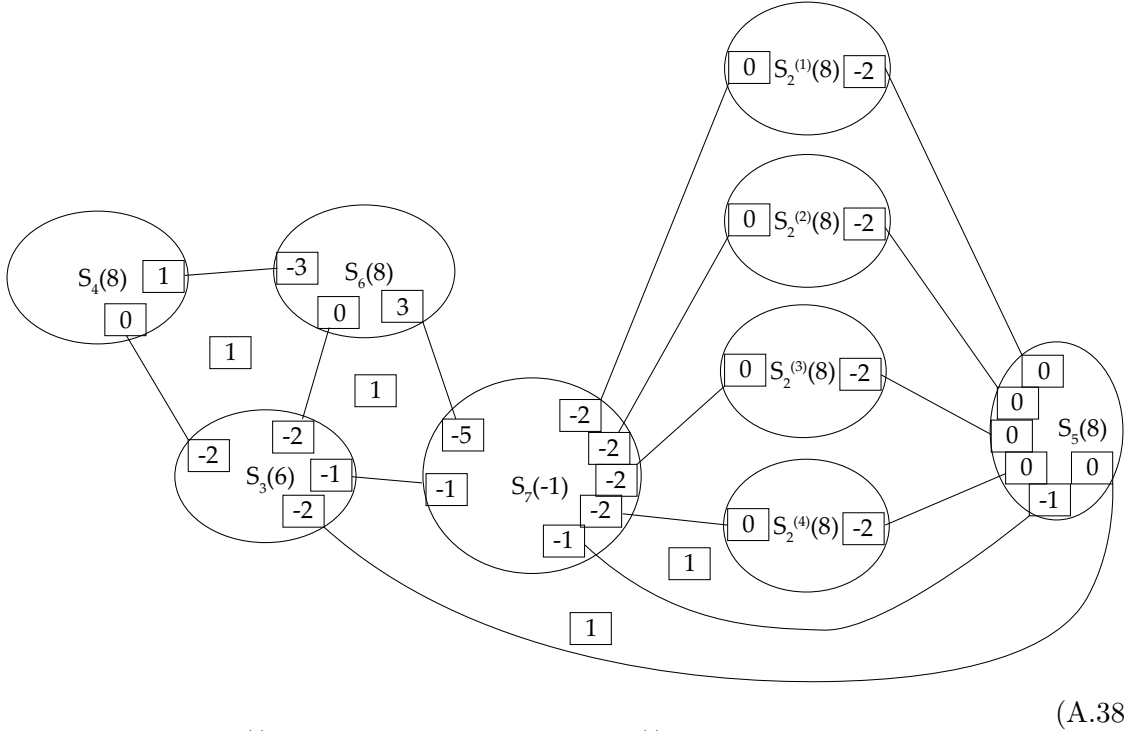 0 S₂⁽¹⁾(8) -2
0 S₂⁽²⁾(8) -2
S₄(8) 1 -3 S₆(8)
0 0 3
1
1
0 S₂⁽³⁾(8) -2 0
0
-2
-2 -5 -2 0 S₅(8)
-2 S₃(6) -1 -1 S₇(-1) -2 0 0
-2 -2 0 S₂⁽⁴⁾(8) -2 -1
-1
1
1
(A.38